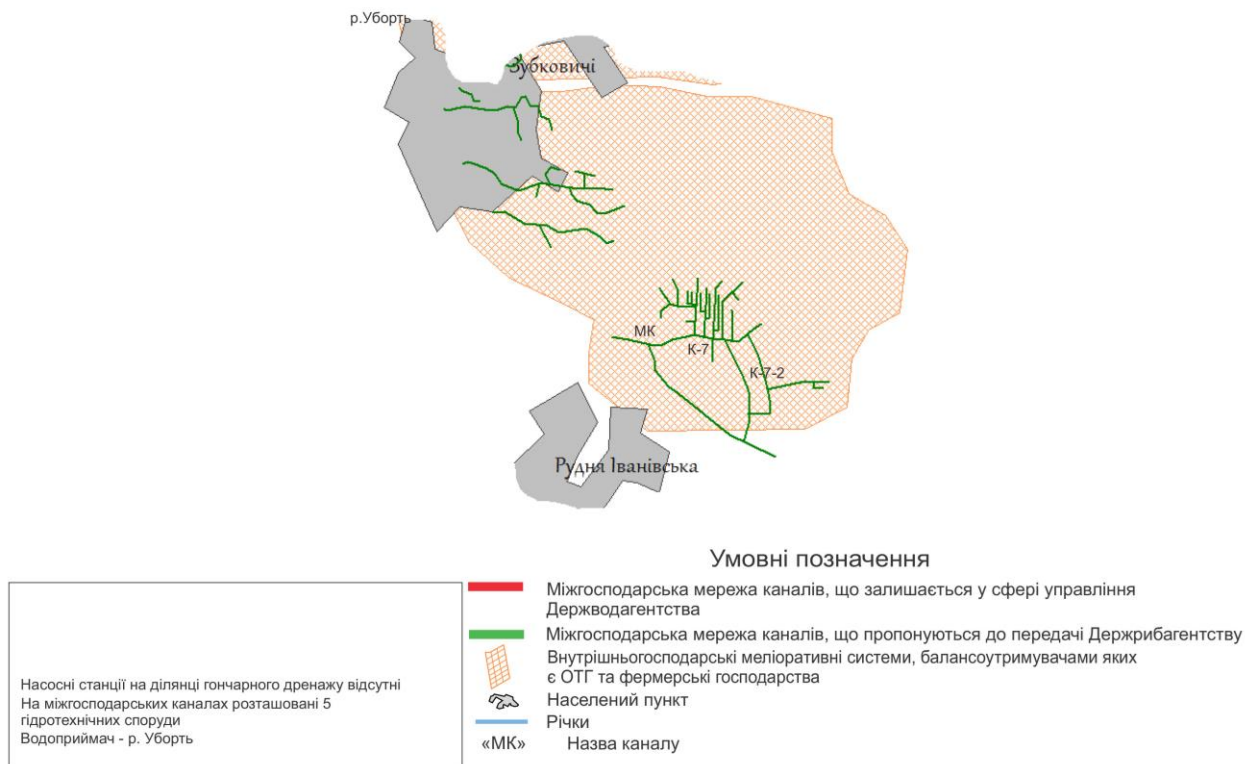 р.Уборть
Зубковичі
МК
К-7
К-7-2
Рудня Іванівська
Умовні позначення
Міжгосподарська мережа каналів, що залишається у сфері управління
Держводагентства
Міжгосподарська мережа каналів, що пропонуються до передачі Держрибагентству
Внутрішньогосподарські меліоративні системи, балансоутримувачами яких
є ОТГ та фермерські господарства
Населений пункт
Річки
«МК» Назва каналу
Насосні станції на ділянці гончарного дренажу відсутні
На міжгосподарських каналах розташовані 5
гідротехнічних споруди
Водоприймач - р. Уборть